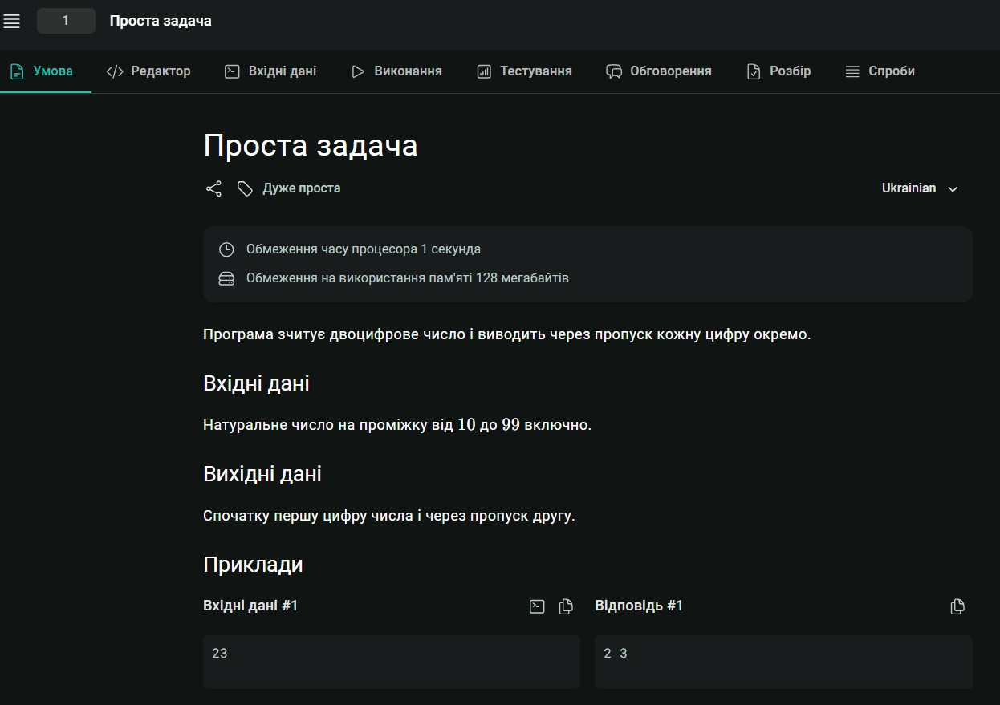 1 Проста задача
Умова Редактор Вхідні дані Виконання Тестування Обговорення Розбір Спроби
Проста задача
Дуже проста Ukrainian
Обмеження часу процесора 1 секунда
Обмеження на використання пам'яті 128 мегабайтів
Програма зчитує двоцифрове число і виводить через пропуск кожну цифру окремо.
Вхідні дані
Натуральне число на проміжку від 10 до 99 включно.
Вихідні дані
Спочатку першу цифру числа і через пропуск другу.
Приклади
Вхідні дані #1 Відповідь #1
23 2 3